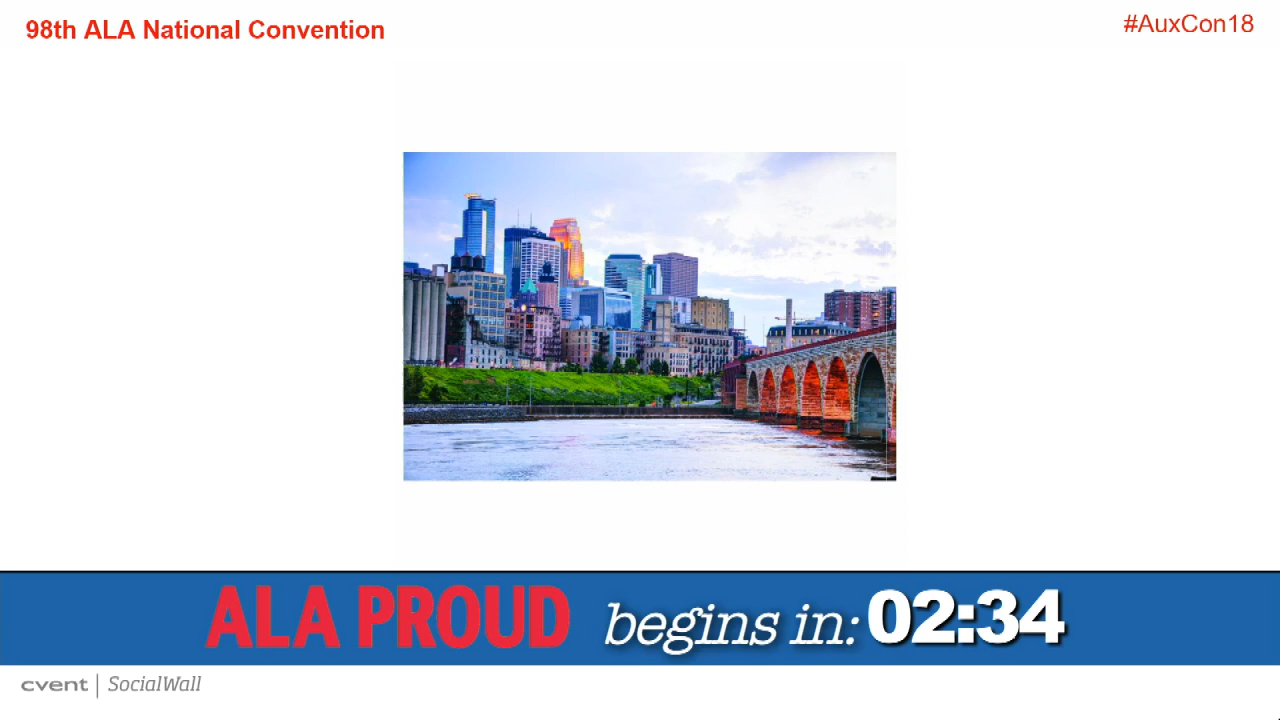 98th ALA National Convention
#AuxCon18
ALA PROUD begins in: 02:34
cvent | SocialWall